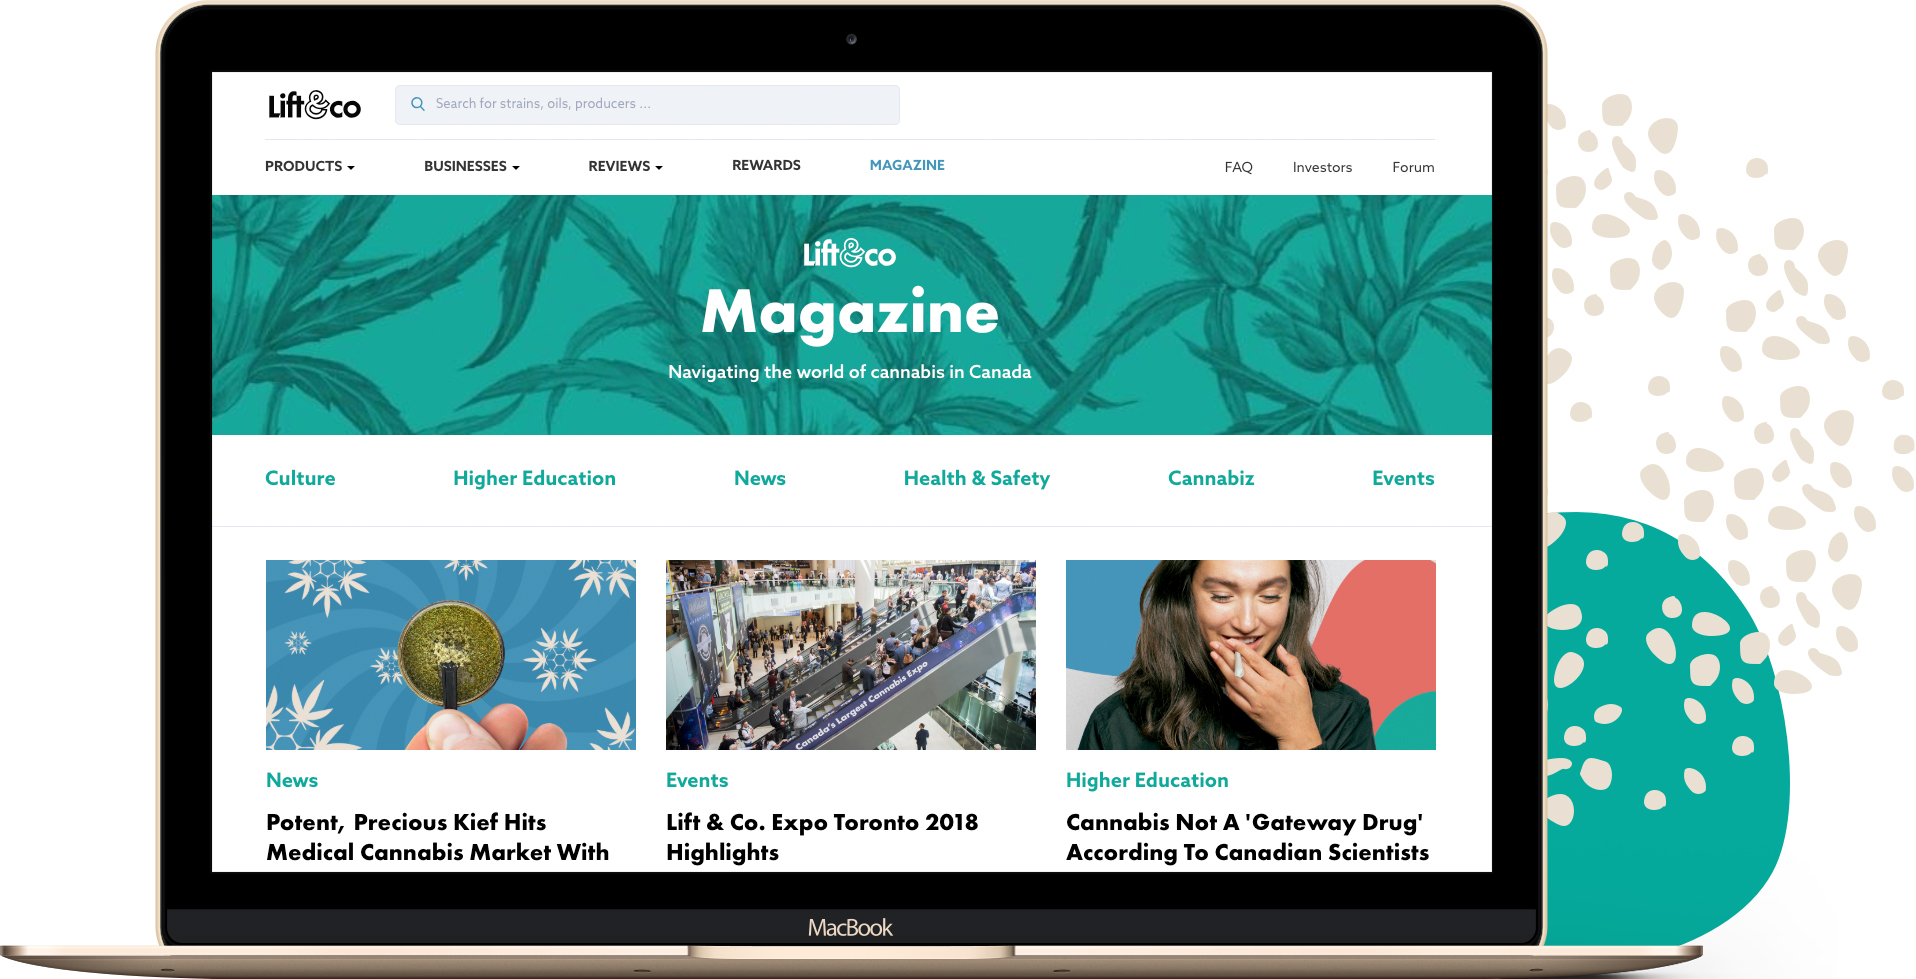 Lift&co
Search for strains, oils, producers ...
PRODUCTS BUSINESSES REVIEWS REWARDS MAGAZINE FAQ Investors Forum
Lift&co
Magazine
Navigating the world of cannabis in Canada
Culture Higher Education News Health & Safety Cannabiz Events
Canada's Largest Cannabis Expo
News
Potent, Precious Kief Hits
Medical Cannabis Market With
Events
Lift & Co. Expo Toronto 2018
Highlights
Higher Education
Cannabis Not A 'Gateway Drug'
According To Canadian Scientists
MacBook